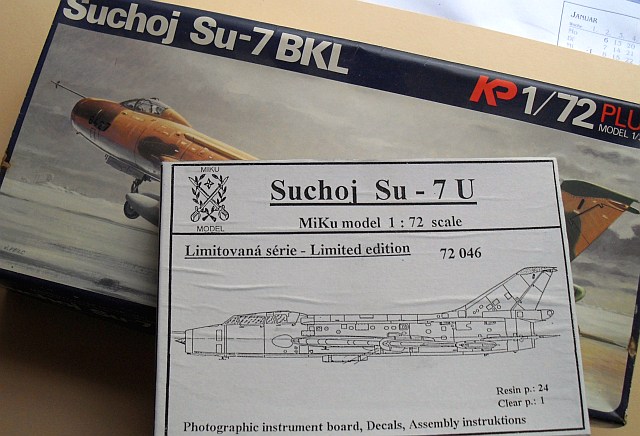 Suchoj Su-7 BKL
KP 1/72 PLU
MODEL 1/
JANUAR
MIKU
MODEL
Suchoj Su - 7 U
MiKu model 1 : 72 scale
Limitovaná série - Limited edition
72 046
Resin p.: 24
Clear p.: 1
Photographic instrument board, Decals, Assembly instruktions